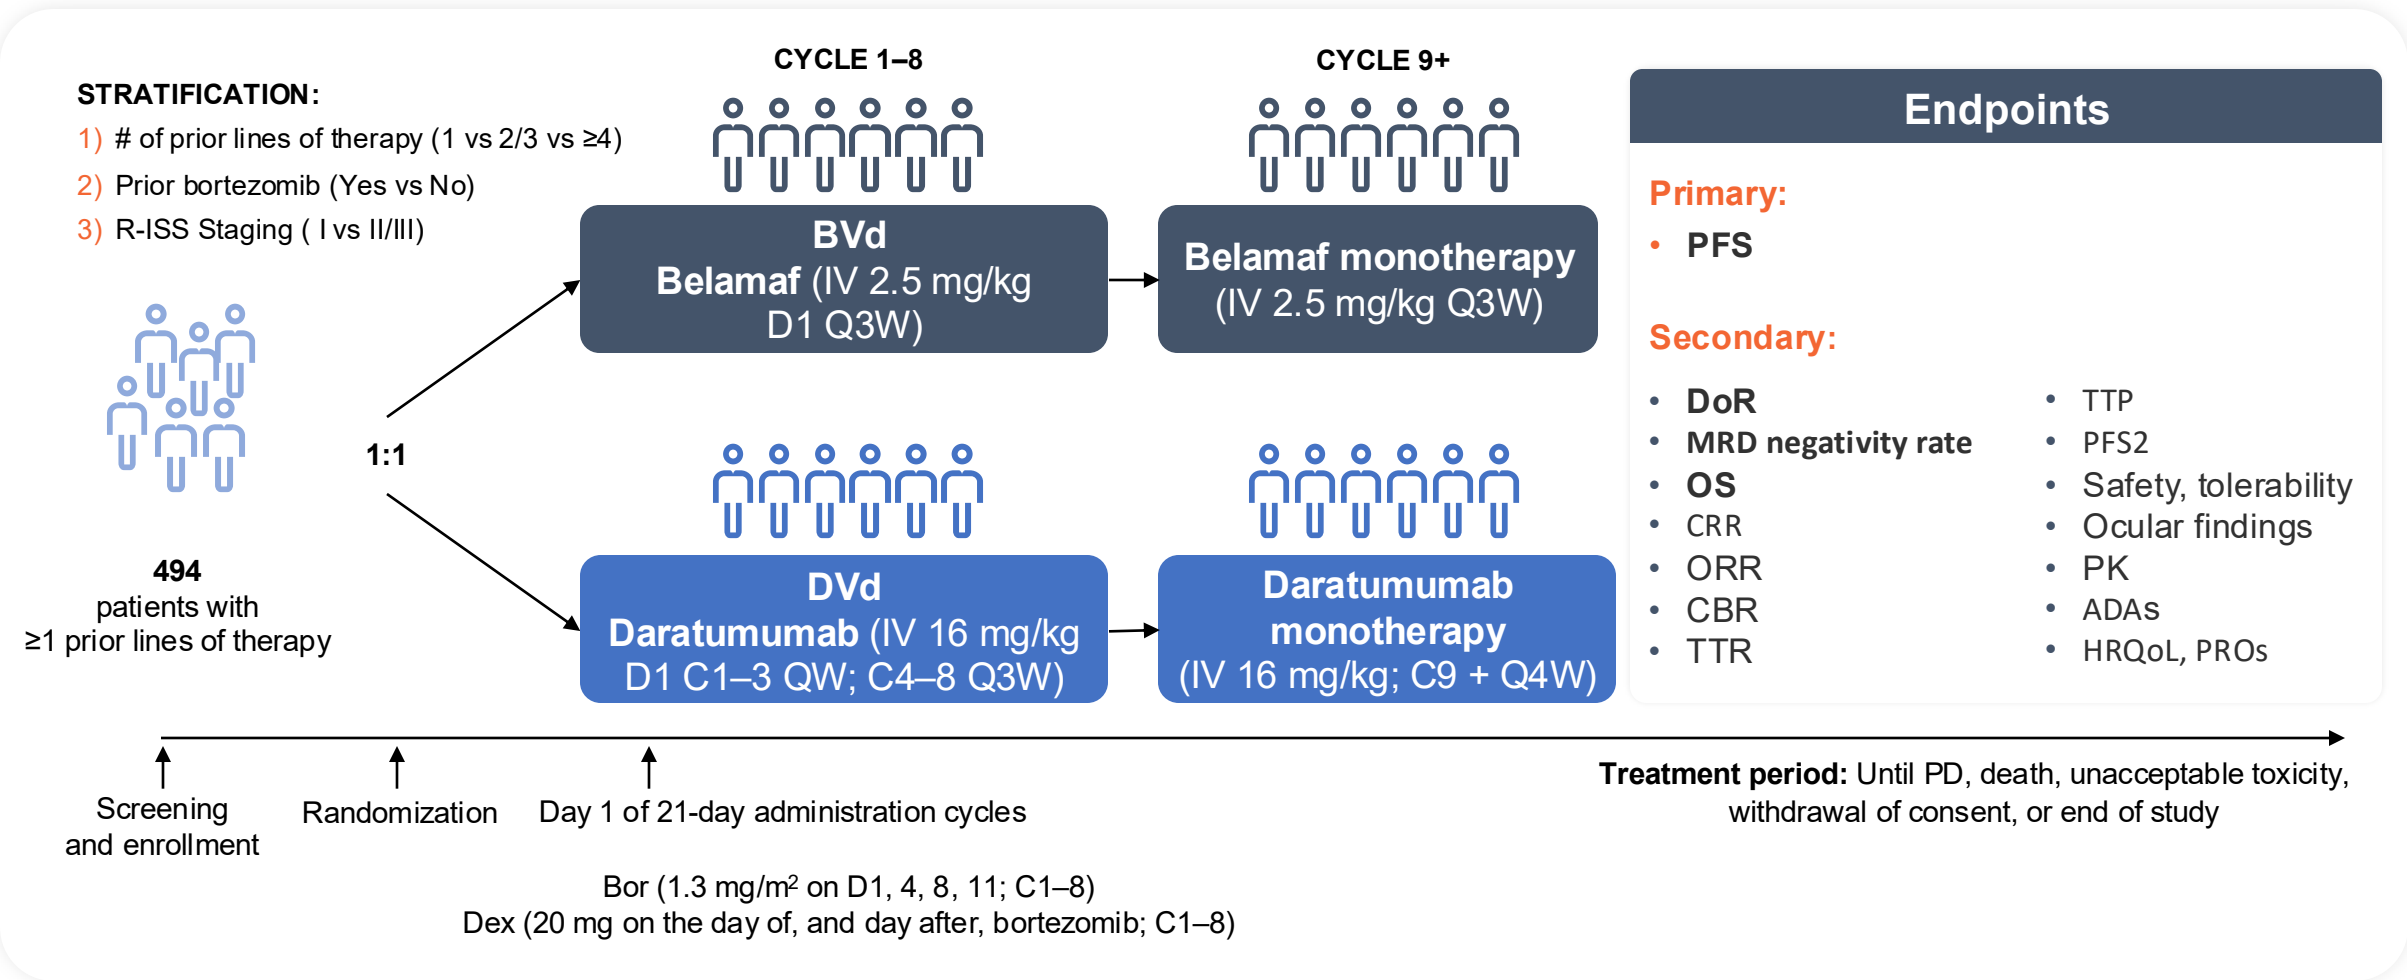 STRATIFICATION:
1) # of prior lines of therapy (1 vs 2/3 vs ≥4)
2) Prior bortezomib (Yes vs No)
3) R-ISS Staging ( I vs II/III)
494
patients with
≥1 prior lines of therapy
1:1
CYCLE 1–8
BVd
Belamaf (IV 2.5 mg/kg
D1 Q3W)
CYCLE 9+
Belamaf monotherapy
(IV 2.5 mg/kg Q3W)
DVd
Daratumumab (IV 16 mg/kg
D1 C1–3 QW; C4–8 Q3W)
Daratumumab
monotherapy
(IV 16 mg/kg; C9 + Q4W)
Endpoints
Primary:
• PFS
Secondary:
• DoR
• MRD negativity rate
• OS
• CRR
• ORR
• CBR
• TTR
• TTP
• PFS2
• Safety, tolerability
• Ocular findings
• PK
• ADAs
• HRQoL, PROs
Screening
and enrollment
Randomization
Day 1 of 21-day administration cycles
Treatment period: Until PD, death, unacceptable toxicity,
withdrawal of consent, or end of study
Bor (1.3 mg/m² on D1, 4, 8, 11; C1–8)
Dex (20 mg on the day of, and day after, bortezomib; C1–8)